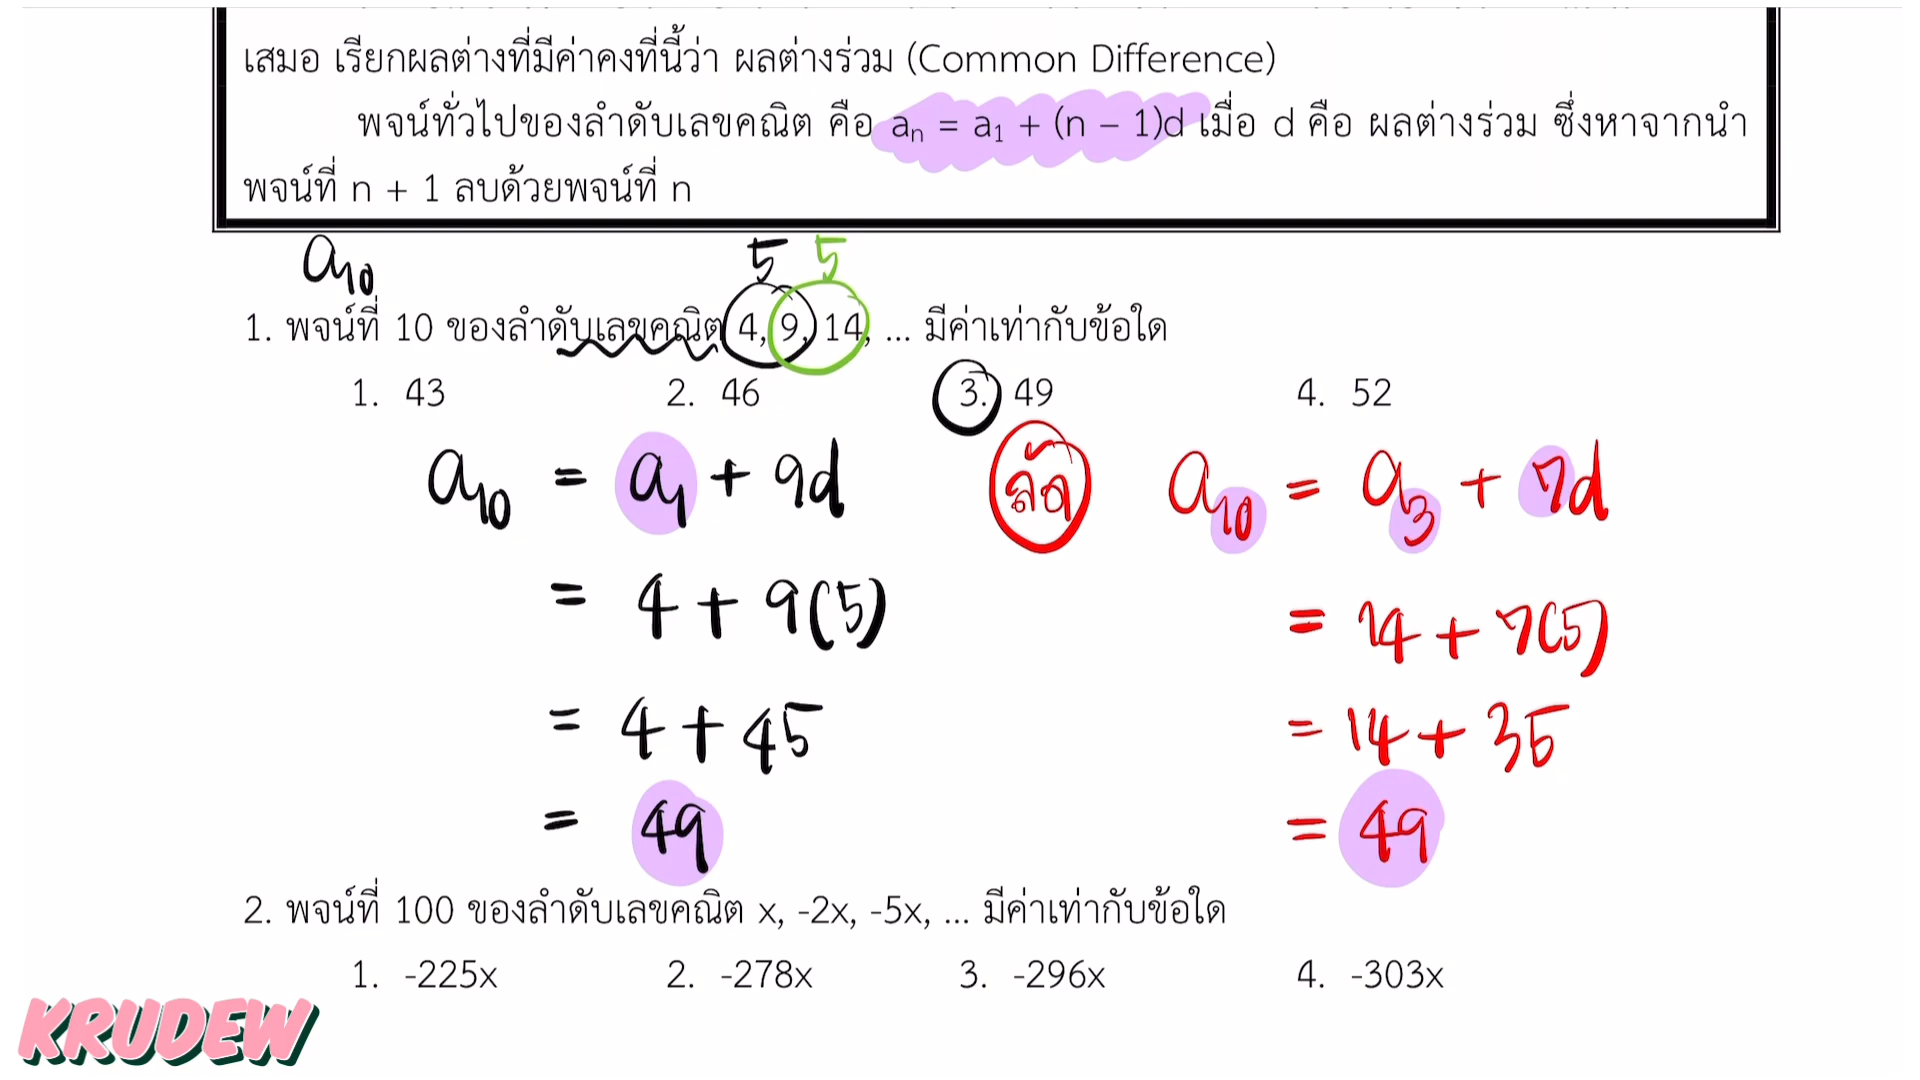 เสมอ เรียกผลต่างที่มีค่าคงที่นี้ว่า ผลต่างร่วม (Common Difference)
พจน์ทั่วไปของลำดับเลขคณิต คือ aₙ = a₁ + (n – 1)d เมื่อ d คือ ผลต่างร่วม ซึ่งหาจากนำ
พจน์ที่ n + 1 ลบด้วยพจน์ที่ n
a₁₀ 5 5
1. พจน์ที่ 10 ของลำดับเลขคณิต 4, 9, 14, ... มีค่าเท่ากับข้อใด
1. 43 2. 46 3. 49 4. 52
a₁₀ = a₁ + 9d ลัด a₁₀ = a₃ + 7d
= 4 + 9(5) = 14 + 7(5)
= 4 + 45 = 14 + 35
= 49 = 49
2. พจน์ที่ 100 ของลำดับเลขคณิต x, -2x, -5x, ... มีค่าเท่ากับข้อใด
1. -225x 2. -278x 3. -296x 4. -303x
KRUDEW